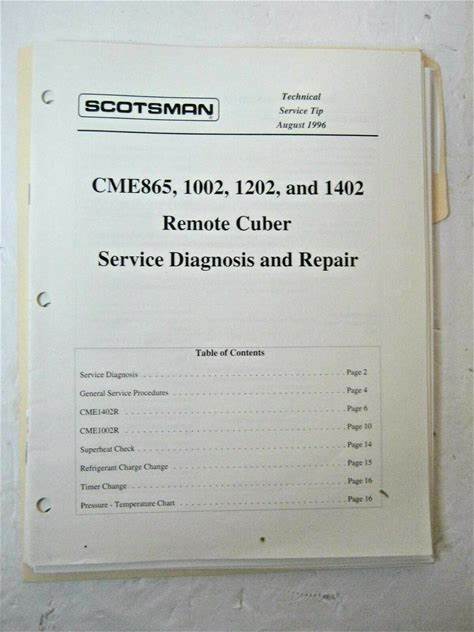 SCOTSMAN
Technical
Service Tip
August 1996
CME865, 1002, 1202, and 1402
Remote Cuber
Service Diagnosis and Repair
Table of Contents
Service Diagnosis . . . . . . . . . . . . . . . . . . . . . . . . . . . . . . Page 2
General Service Procedures . . . . . . . . . . . . . . . . . . . . . . . . . Page 4
CME1402R . . . . . . . . . . . . . . . . . . . . . . . . . . . . . . . . . . Page 6
CME1002R . . . . . . . . . . . . . . . . . . . . . . . . . . . . . . . . . . Page 10
Superheat Check . . . . . . . . . . . . . . . . . . . . . . . . . . . . . . . Page 14
Refrigerant Charge Change . . . . . . . . . . . . . . . . . . . . . . . . . . Page 15
Timer Change . . . . . . . . . . . . . . . . . . . . . . . . . . . . . . . . Page 16
Pressure - Temperature Chart . . . . . . . . . . . . . . . . . . . . . . . . Page 16